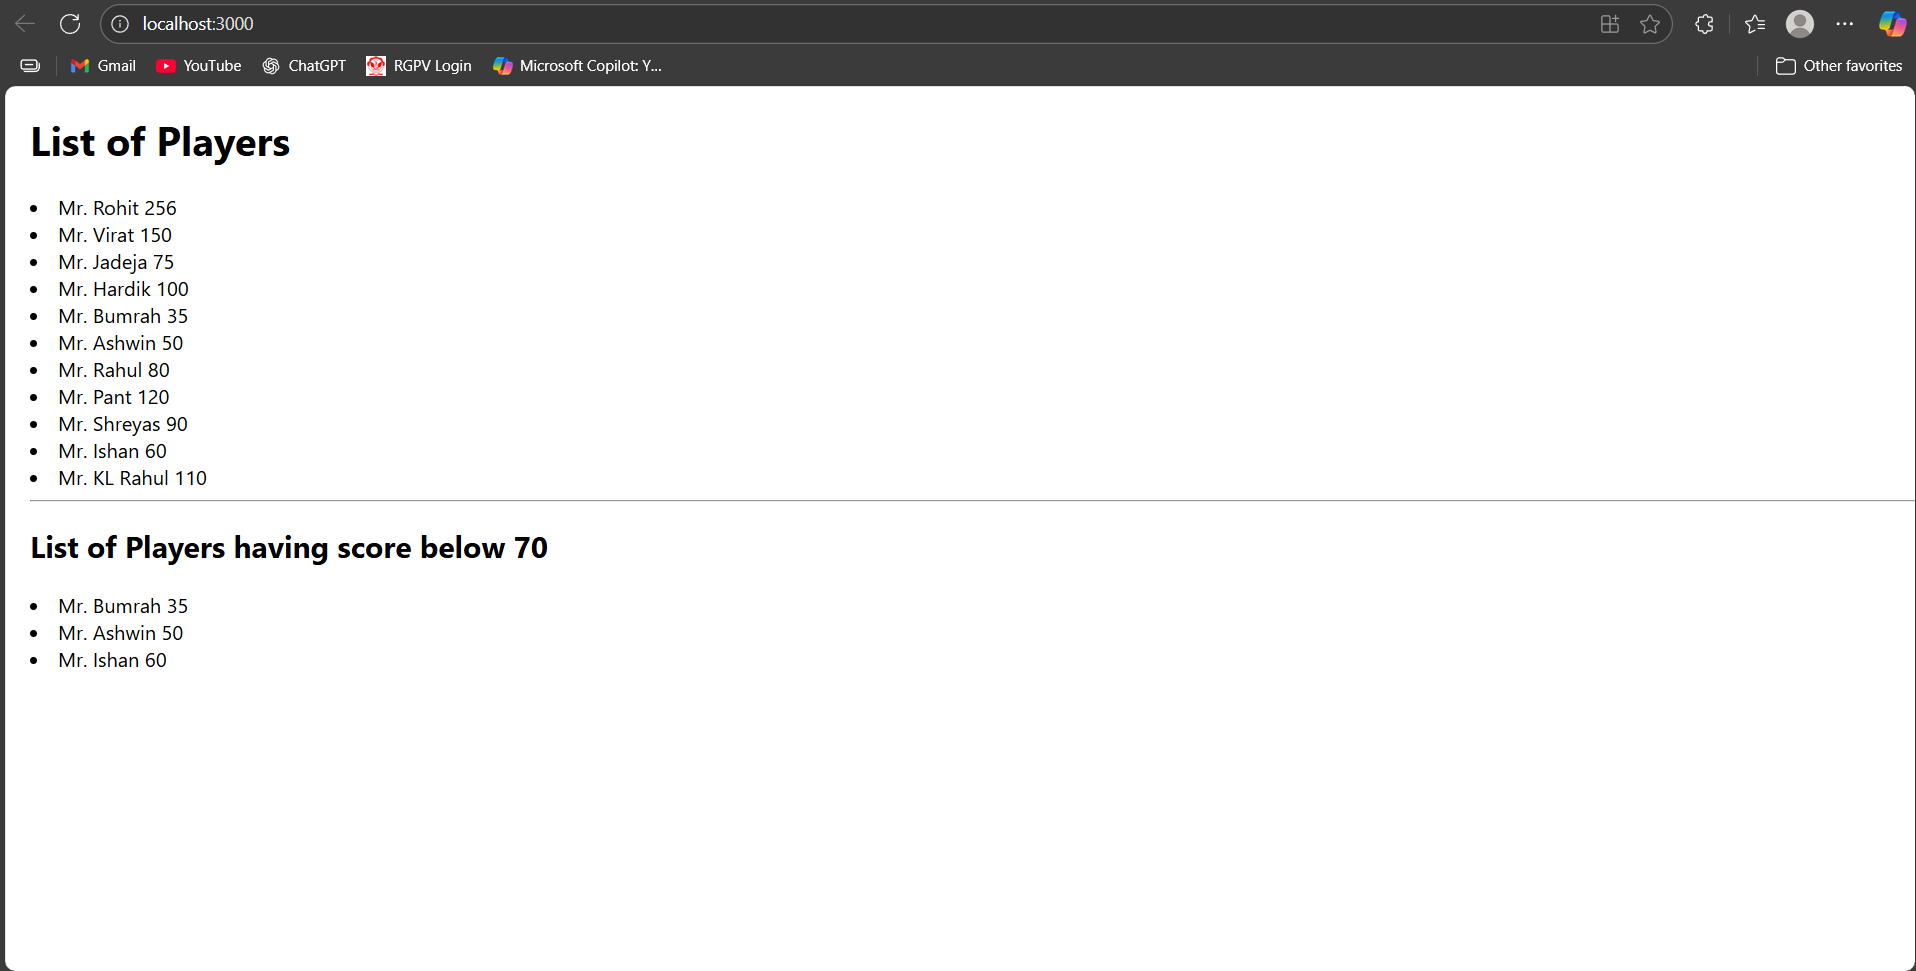 localhost:3000
Gmail YouTube ChatGPT RGPV Login Microsoft Copilot: Y... Other favorites
List of Players
Mr. Rohit 256
Mr. Virat 150
Mr. Jadeja 75
Mr. Hardik 100
Mr. Bumrah 35
Mr. Ashwin 50
Mr. Rahul 80
Mr. Pant 120
Mr. Shreyas 90
Mr. Ishan 60
Mr. KL Rahul 110
List of Players having score below 70
Mr. Bumrah 35
Mr. Ashwin 50
Mr. Ishan 60